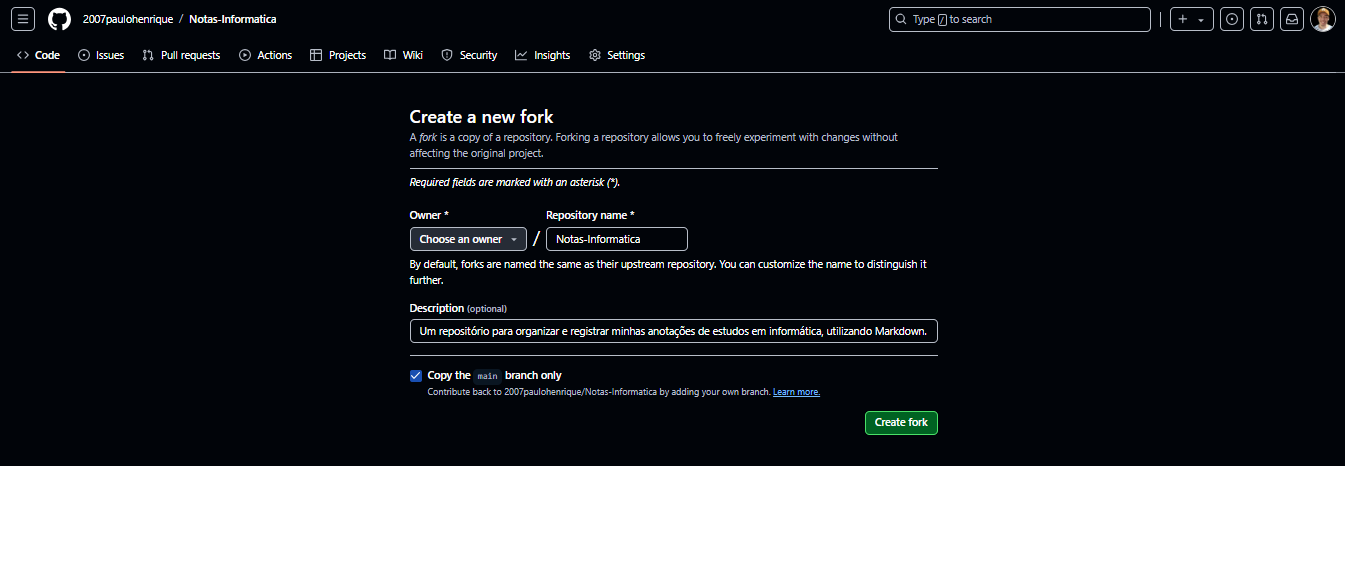 2007paulohenrique / Notas-Informatica
Type / to search
Code Issues Pull requests Actions Projects Wiki Security Insights Settings
Create a new fork
A fork is a copy of a repository. Forking a repository allows you to freely experiment with changes without
affecting the original project.
Required fields are marked with an asterisk (*).
Owner * Repository name *
Choose an owner / Notas-Informatica
By default, forks are named the same as their upstream repository. You can customize the name to distinguish it
further.
Description (optional)
Um repositório para organizar e registrar minhas anotações de estudos em informática, utilizando Markdown.
Copy the main branch only
Contribute back to 2007paulohenrique/Notas-Informatica by adding your own branch. Learn more.
Create fork